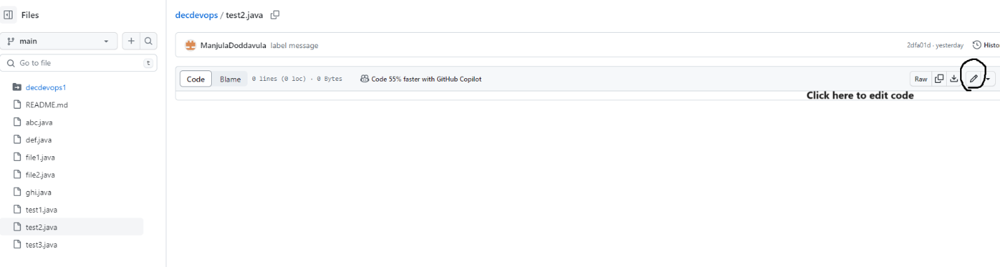 Files
main
Go to file
t
decdevops1
README.md
abc.java
def.java
file1.java
file2.java
ghi.java
test1.java
test2.java
test3.java
decdevops / test2.java
ManjulaDoddavula label message
2dfa01d · yesterday
Histo
Code Blame 0 lines (0 loc) · 0 Bytes
Code 55% faster with GitHub Copilot
Raw
Click here to edit code